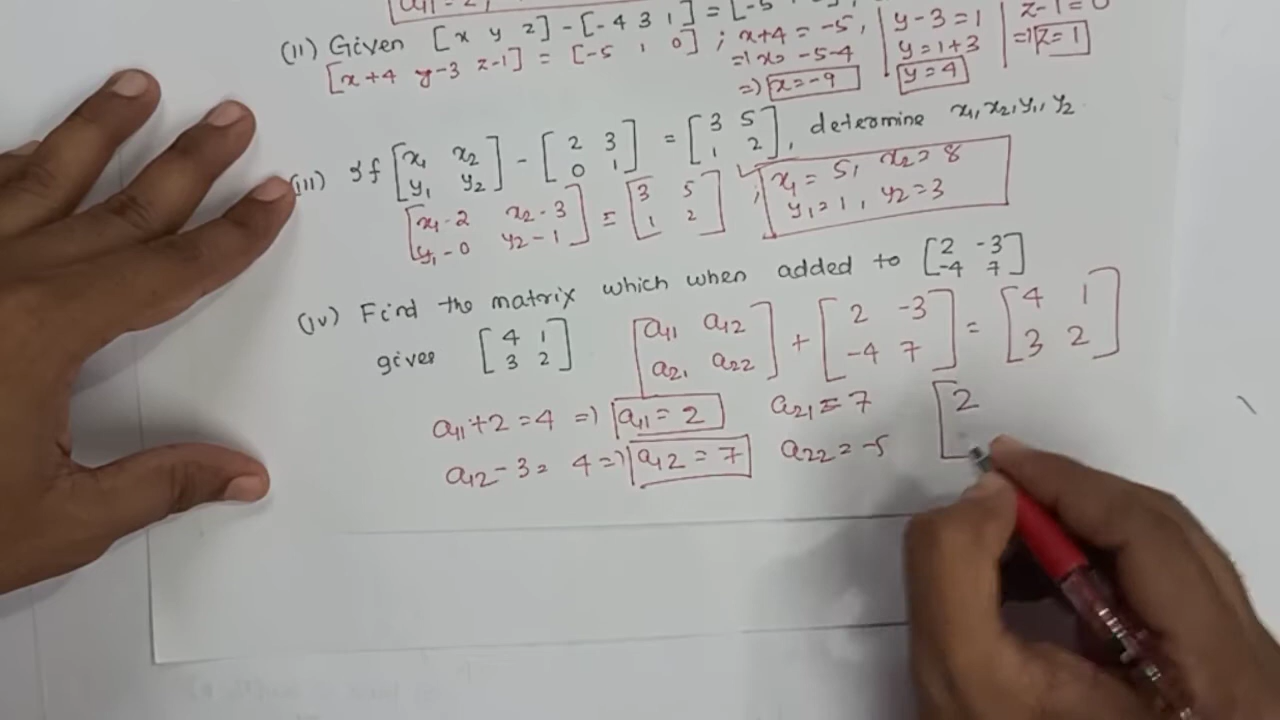 a11 = 2,
(ii) Given [x y z] - [-4 3 1] = [-5
[x+4 y-3 z-1] = [-5 1 0] ; x+4 = -5, y-3 = 1 z-1 = 0
=) x = -5-4 y = 1+3 =) z = 1
=) x = -9 y = 4
(iii) If [x1 x2 - [2 3 = [3 5 determine x1, x2, y1, y2
y1 y2] 0 1] 1 2],
[x1-2 x2-3 = [3 5 ; x1 = 5, x2 = 8
y1-0 y2-1] 1 2] y1 = 1, y2 = 3
(iv) Find the matrix which when added to [2 -3
-4 7]
gives [4 1 [a11 a12 + [2 -3 = [4 1
3 2] a21 a22] -4 7] 3 2]
a11+2 = 4 =) a11 = 2 a21 = 7 [2
a12-3 = 4 =) a12 = 7 a22 = -5